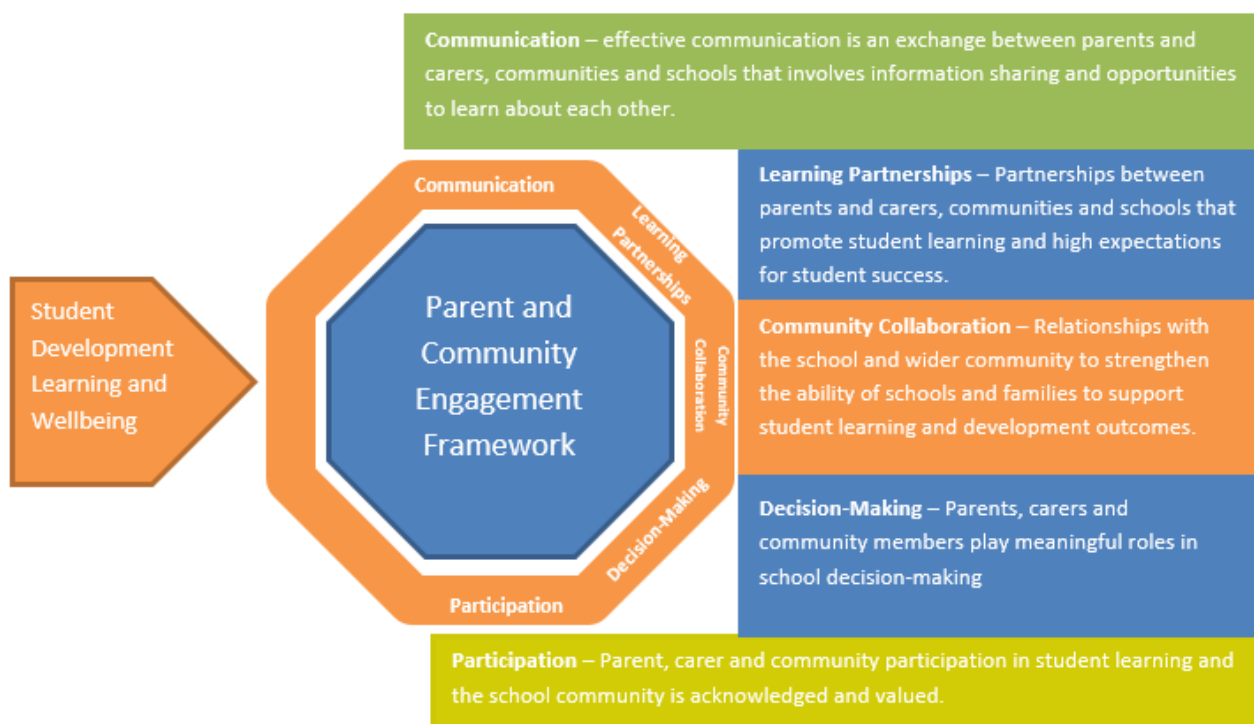 Communication – effective communication is an exchange between parents and
carers, communities and schools that involves information sharing and opportunities
to learn about each other.
Communication
Learning
Partnerships
Community
Collaboration
Decision-Making
Participation
Parent and
Community
Engagement
Framework
Student
Development
Learning and
Wellbeing
Learning Partnerships – Partnerships between
parents and carers, communities and schools that
promote student learning and high expectations
for student success.
Community Collaboration – Relationships with
the school and wider community to strengthen
the ability of schools and families to support
student learning and development outcomes.
Decision-Making – Parents, carers and
community members play meaningful roles in
school decision-making
Participation – Parent, carer and community participation in student learning and
the school community is acknowledged and valued.